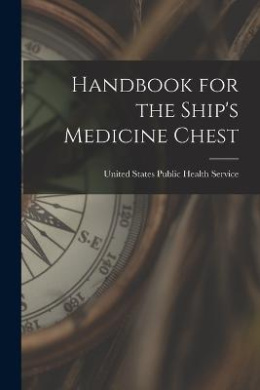 Handbook for
the Ship's
Medicine Chest
United States Public Health Service
S·E